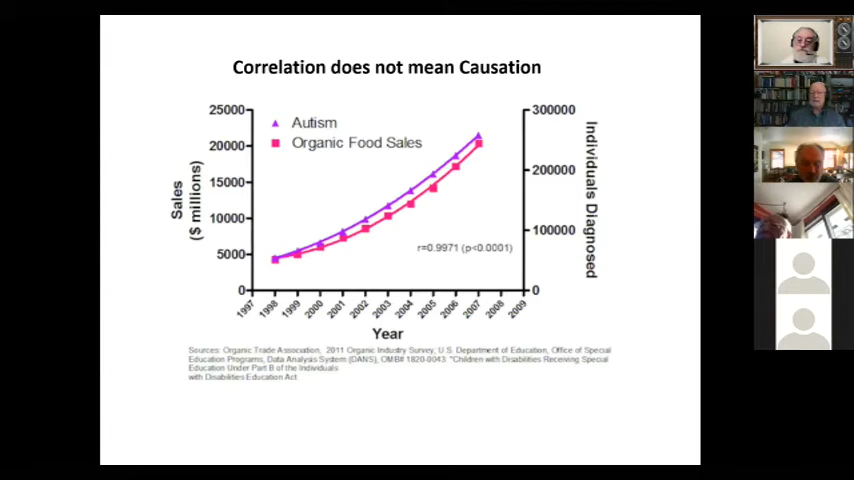 Correlation does not mean Causation
25000
20000
15000
10000
5000
0
Sales
($ millions)
Autism
Organic Food Sales
r=0.9971 (p<0.0001)
300000
200000
100000
0
Individuals Diagnosed
1997
1998
1999
2000
2001
2002
2003
2004
2005
2006
2007
2008
2009
Year
Sources: Organic Trade Association, 2011 Organic Industry Survey; U.S. Department of Education, Office of Special
Education Programs, Data Analysis System (DANS), OMB# 1820-0043: "Children with Disabilities Receiving Special
Education Under Part B of the Individuals
with Disabilities Education Act